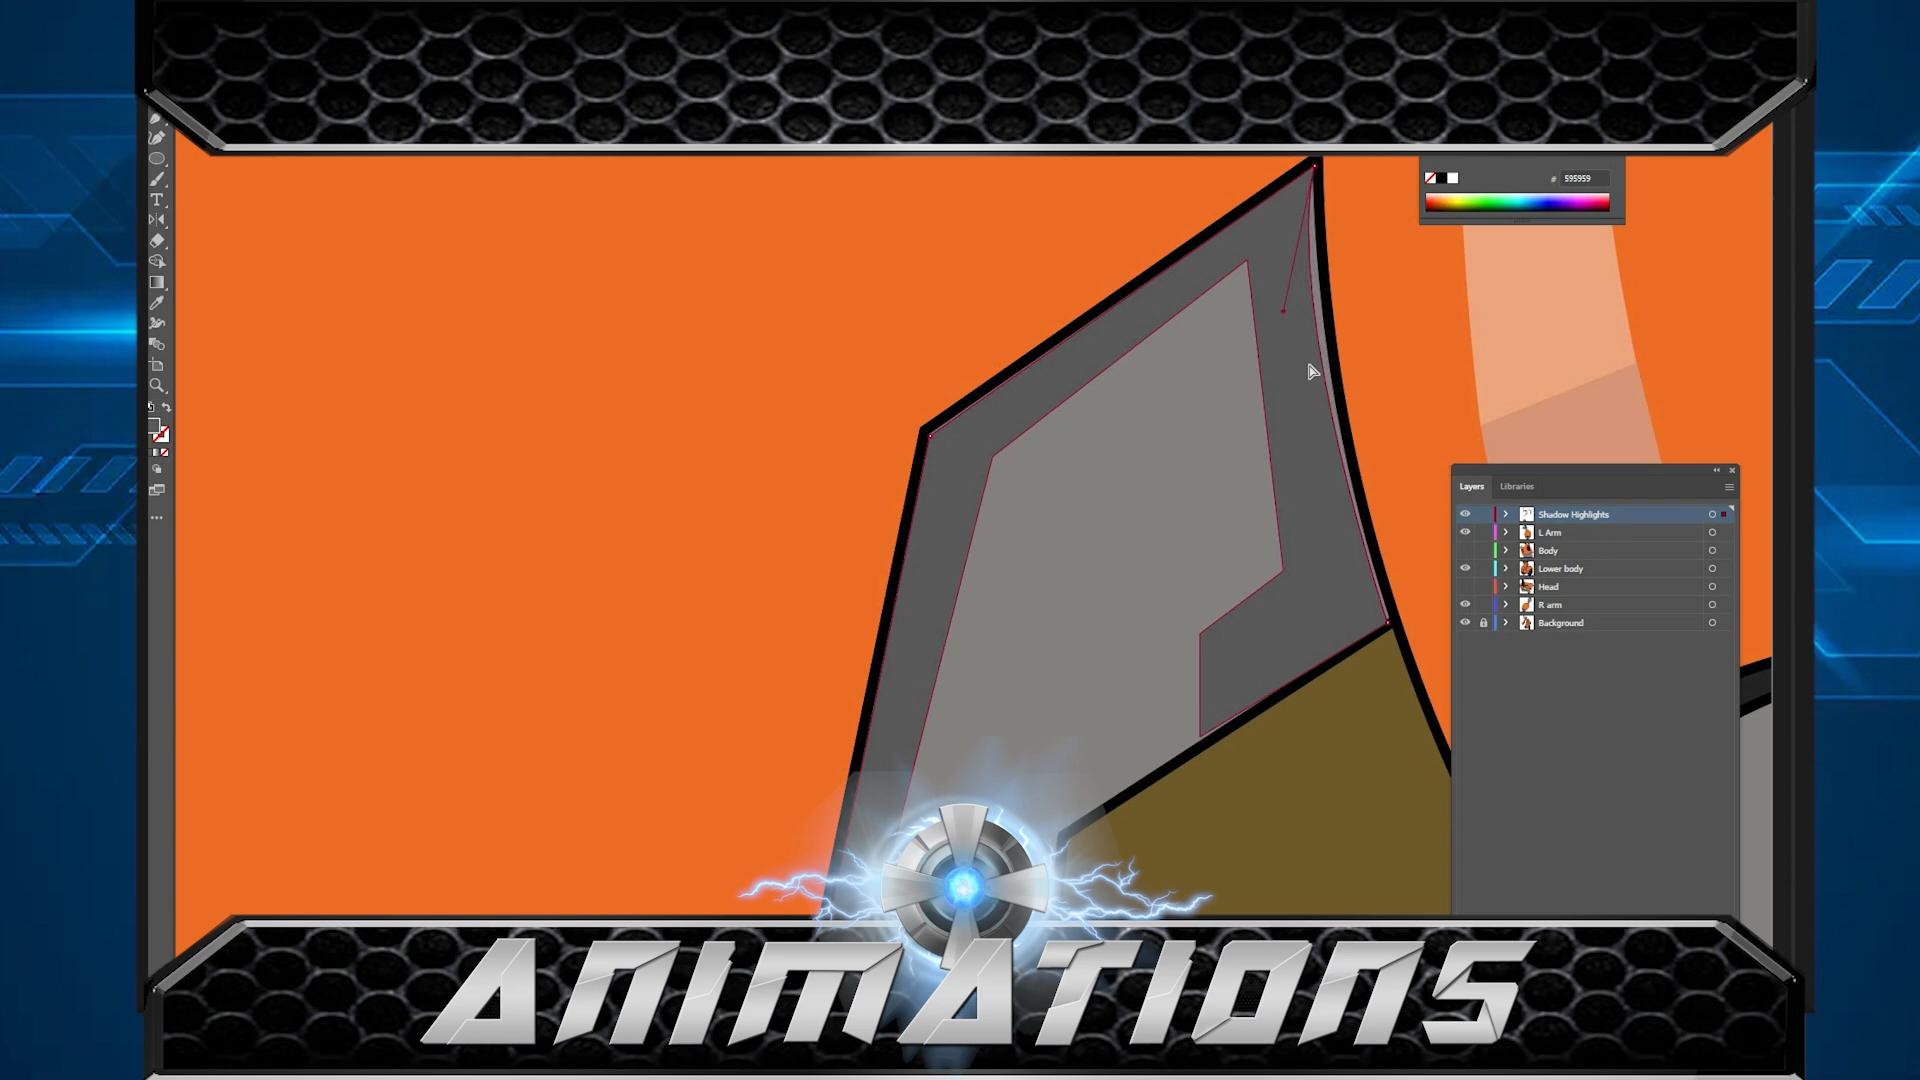 # 595959
Layers Libraries
Shadow Highlights
L Arm
Body
Lower body
Head
R arm
Background
ANIMATIONS